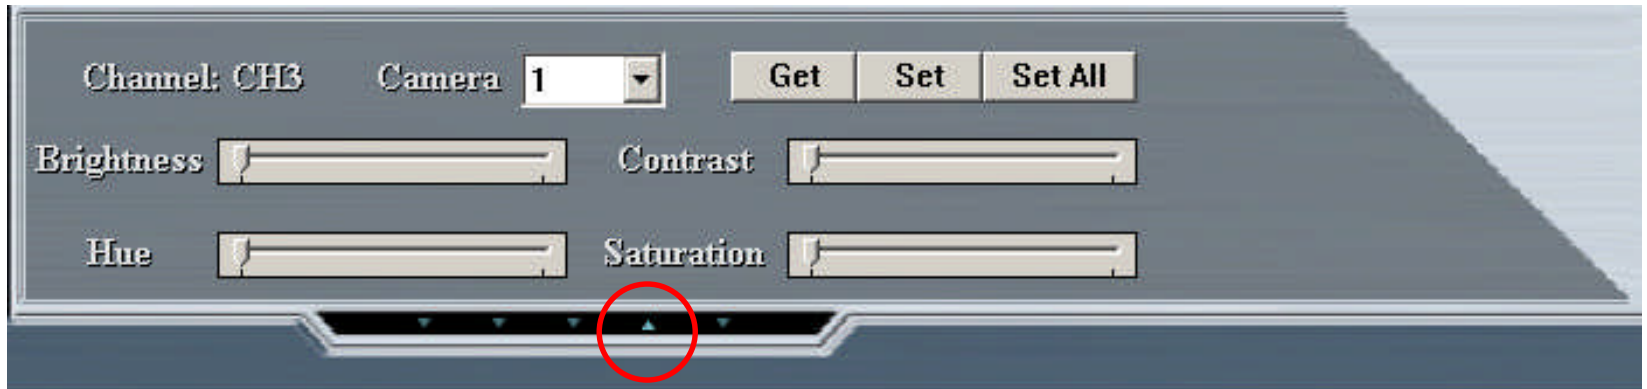 Channel: CH3 Camera 1 Get Set Set All
Brightness Contrast
Hue Saturation